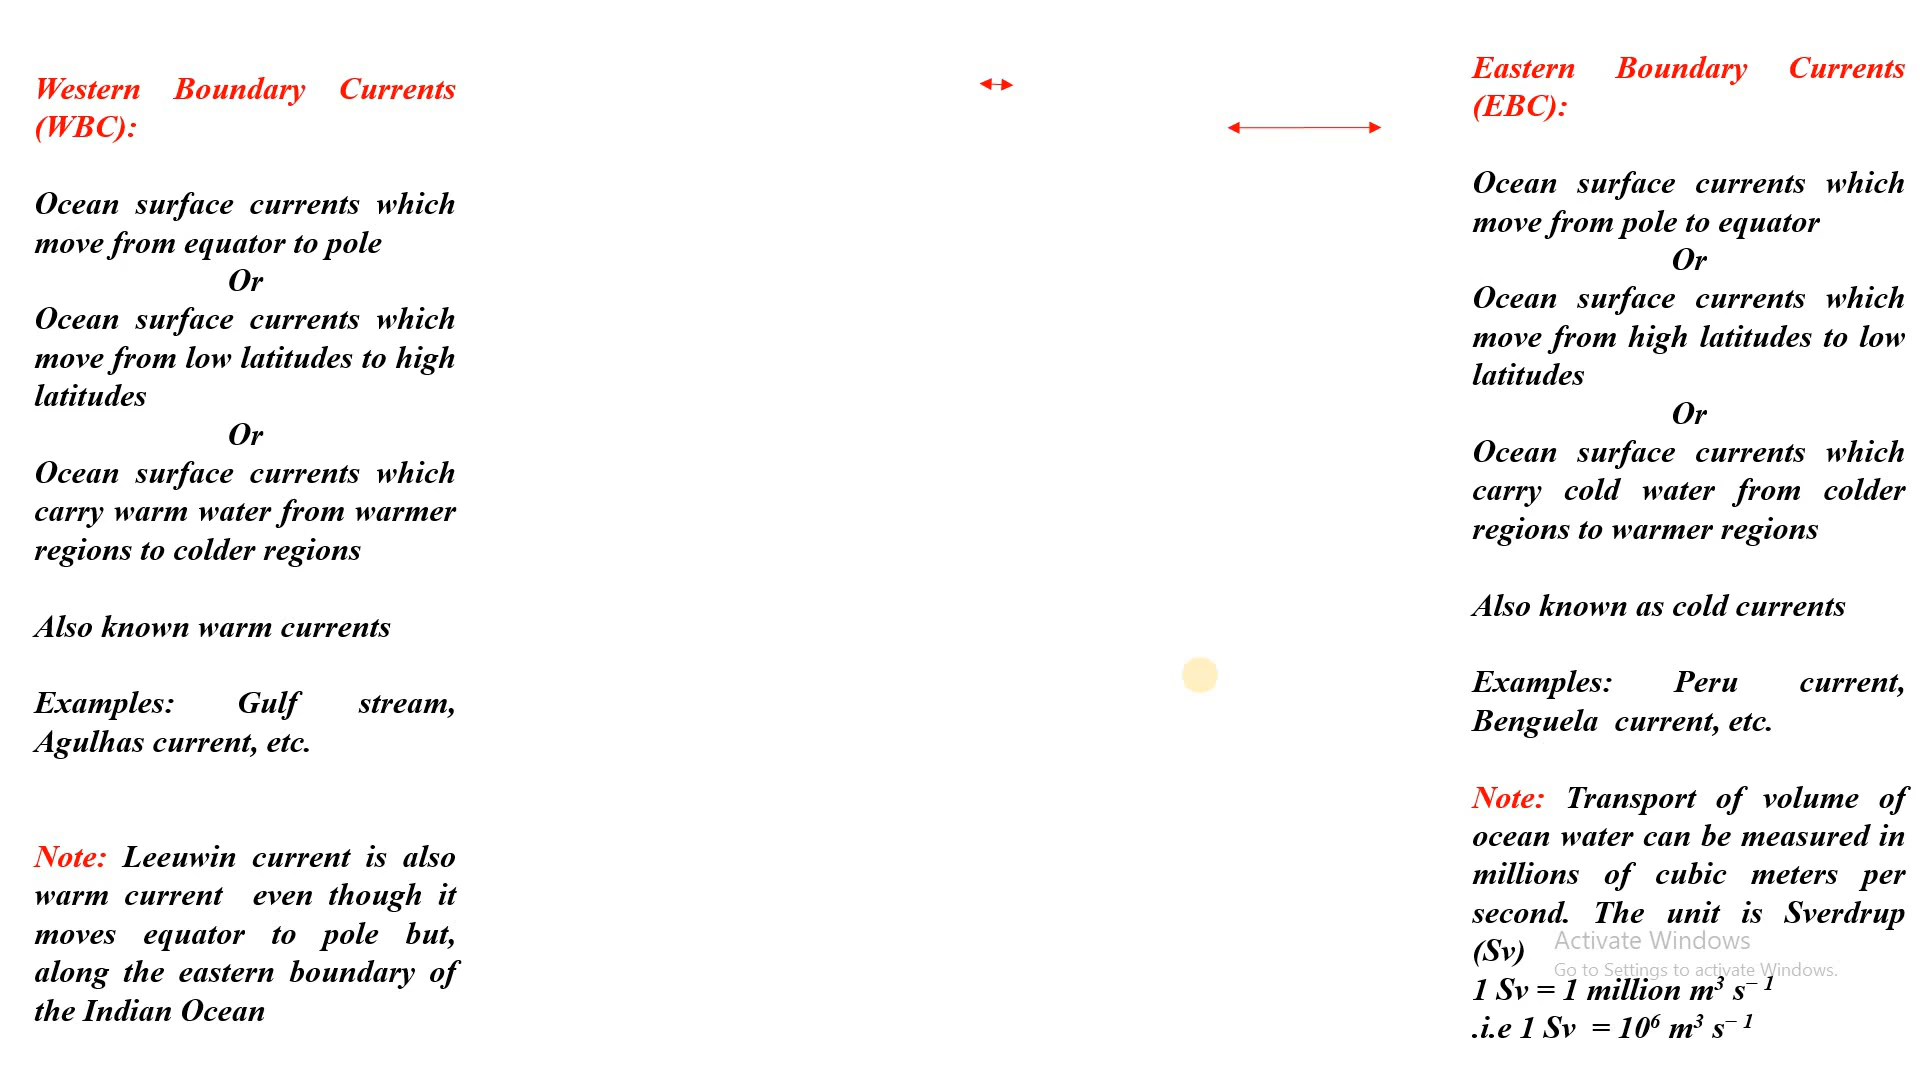 Western Boundary Currents
(WBC):
Ocean surface currents which
move from equator to pole
Or
Ocean surface currents which
move from low latitudes to high
latitudes
Or
Ocean surface currents which
carry warm water from warmer
regions to colder regions
Also known warm currents
Examples: Gulf stream,
Agulhas current, etc.
Note: Leeuwin current is also
warm current even though it
moves equator to pole but,
along the eastern boundary of
the Indian Ocean
Eastern Boundary Currents
(EBC):
Ocean surface currents which
move from pole to equator
Or
Ocean surface currents which
move from high latitudes to low
latitudes
Or
Ocean surface currents which
carry cold water from colder
regions to warmer regions
Also known as cold currents
Examples: Peru current,
Benguela current, etc.
Note: Transport of volume of
ocean water can be measured in
millions of cubic meters per
second. The unit is Sverdrup
(Sv)
1 Sv = 1 million m³ s⁻¹
.i.e 1 Sv = 10⁶ m³ s⁻¹
Activate Windows
Go to Settings to activate Windows.